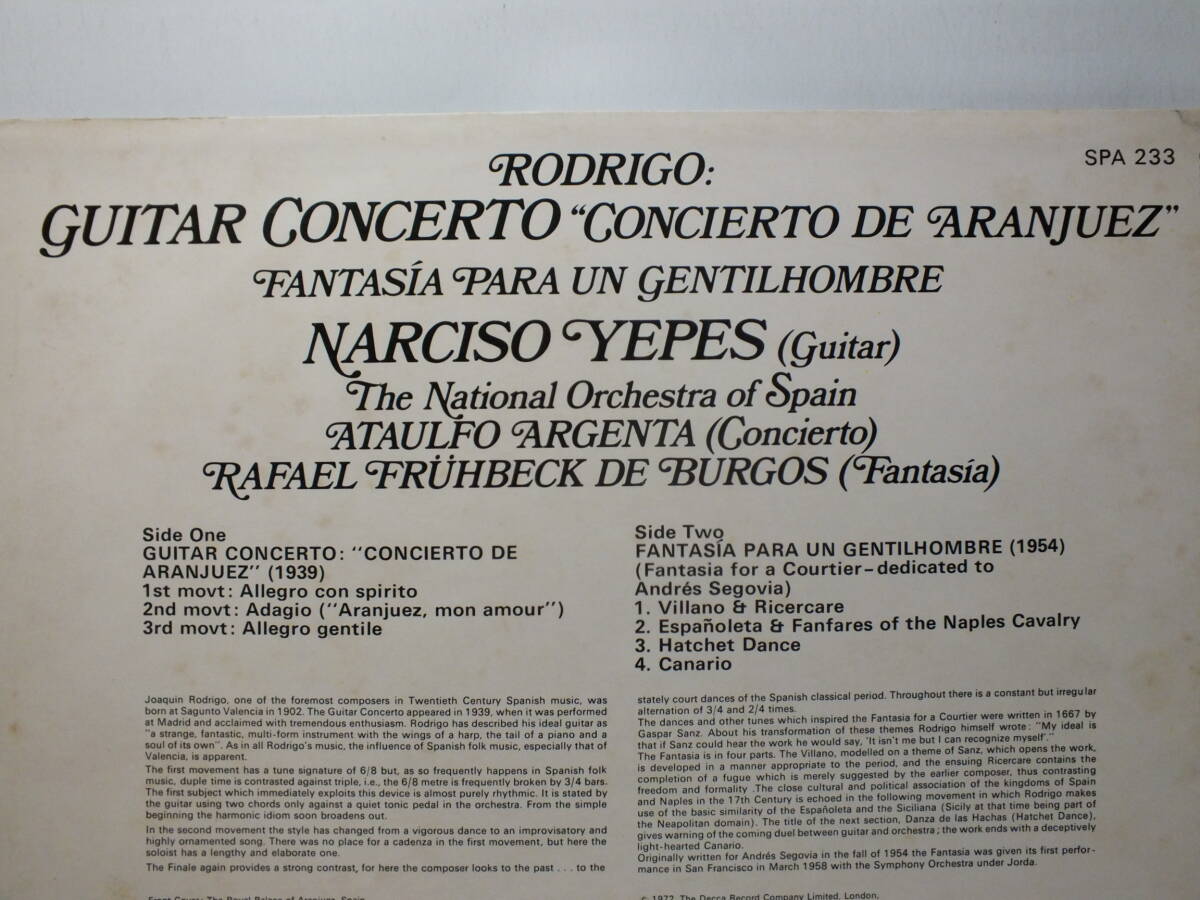 RODRIGO:
SPA 233
GUITAR CONCERTO "CONCIERTO DE ARANJUEZ"
FANTASÍA PARA UN GENTILHOMBRE
NARCISO YEPES (Guitar)
The National Orchestra of Spain
ATAULFO ARGENTA (Concierto)
RAFAEL FRÜHBECK DE BURGOS (Fantasía)
Side One
GUITAR CONCERTO: "CONCIERTO DE
ARANJUEZ" (1939)
1st movt: Allegro con spirito
2nd movt: Adagio ("Aranjuez, mon amour")
3rd movt: Allegro gentile
Side Two
FANTASÍA PARA UN GENTILHOMBRE (1954)
(Fantasia for a Courtier–dedicated to
Andrés Segovia)
1. Villano & Ricercare
2. Españoleta & Fanfares of the Naples Cavalry
3. Hatchet Dance
4. Canario
Joaquin Rodrigo, one of the foremost composers in Twentieth Century Spanish music, was
born at Sagunto Valencia in 1902. The Guitar Concerto appeared in 1939, when it was performed
at Madrid and acclaimed with tremendous enthusiasm. Rodrigo has described his ideal guitar as
"a strange, fantastic, multi-form instrument with the wings of a harp, the tail of a piano and a
soul of its own". As in all Rodrigo's music, the influence of Spanish folk music, especially that of
Valencia, is apparent.
The first movement has a tune signature of 6/8 but, as so frequently happens in Spanish folk
music, duple time is contrasted against triple, i.e., the 6/8 metre is frequently broken by 3/4 bars.
The first subject which immediately exploits this device is almost purely rhythmic. It is stated by
the guitar using two chords only against a quiet tonic pedal in the orchestra. From the simple
beginning the harmonic idiom soon broadens out.
In the second movement the style has changed from a vigorous dance to an improvisatory and
highly ornamented song. There was no place for a cadenza in the first movement, but here the
soloist has a lengthy and elaborate one.
The Finale again provides a strong contrast, for here the composer looks to the past . . . to the
stately court dances of the Spanish classical period. Throughout there is a constant but irregular
alternation of 3/4 and 2/4 times.
The dances and other tunes which inspired the Fantasia for a Courtier were written in 1667 by
Gaspar Sanz. About his transformation of these themes Rodrigo himself wrote: "My ideal is
that if Sanz could hear the work he would say, 'It isn't me but I can recognize myself'."
The Fantasia is in four parts. The Villano, modelled on a theme of Sanz, which opens the work,
is developed in a manner appropriate to the period, and the ensuing Ricercare contains the
completion of a fugue which is merely suggested by the earlier composer, thus contrasting
freedom and formality .The close cultural and political association of the kingdoms of Spain
and Naples in the 17th Century is echoed in the following movement in which Rodrigo makes
use of the basic similarity of the Españoleta and the Siciliana (Sicily at that time being part of
the Neapolitan domain). The title of the next section, Danza de las Hachas (Hatchet Dance),
gives warning of the coming duel between guitar and orchestra; the work ends with a deceptively
light-hearted Canario.
Originally written for Andrés Segovia in the fall of 1954 the Fantasia was given its first perfor-
mance in San Francisco in March 1958 with the Symphony Orchestra under Jorda.
Front Cover: The Royal Palace of Aranjuez, Spain
© 1972, The Decca Record Company Limited, London,